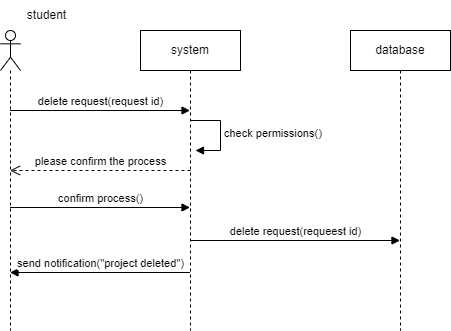 student
system
database
delete request(request id)
check permissions()
please confirm the process
confirm process()
delete request(requeest id)
send notification("project deleted")